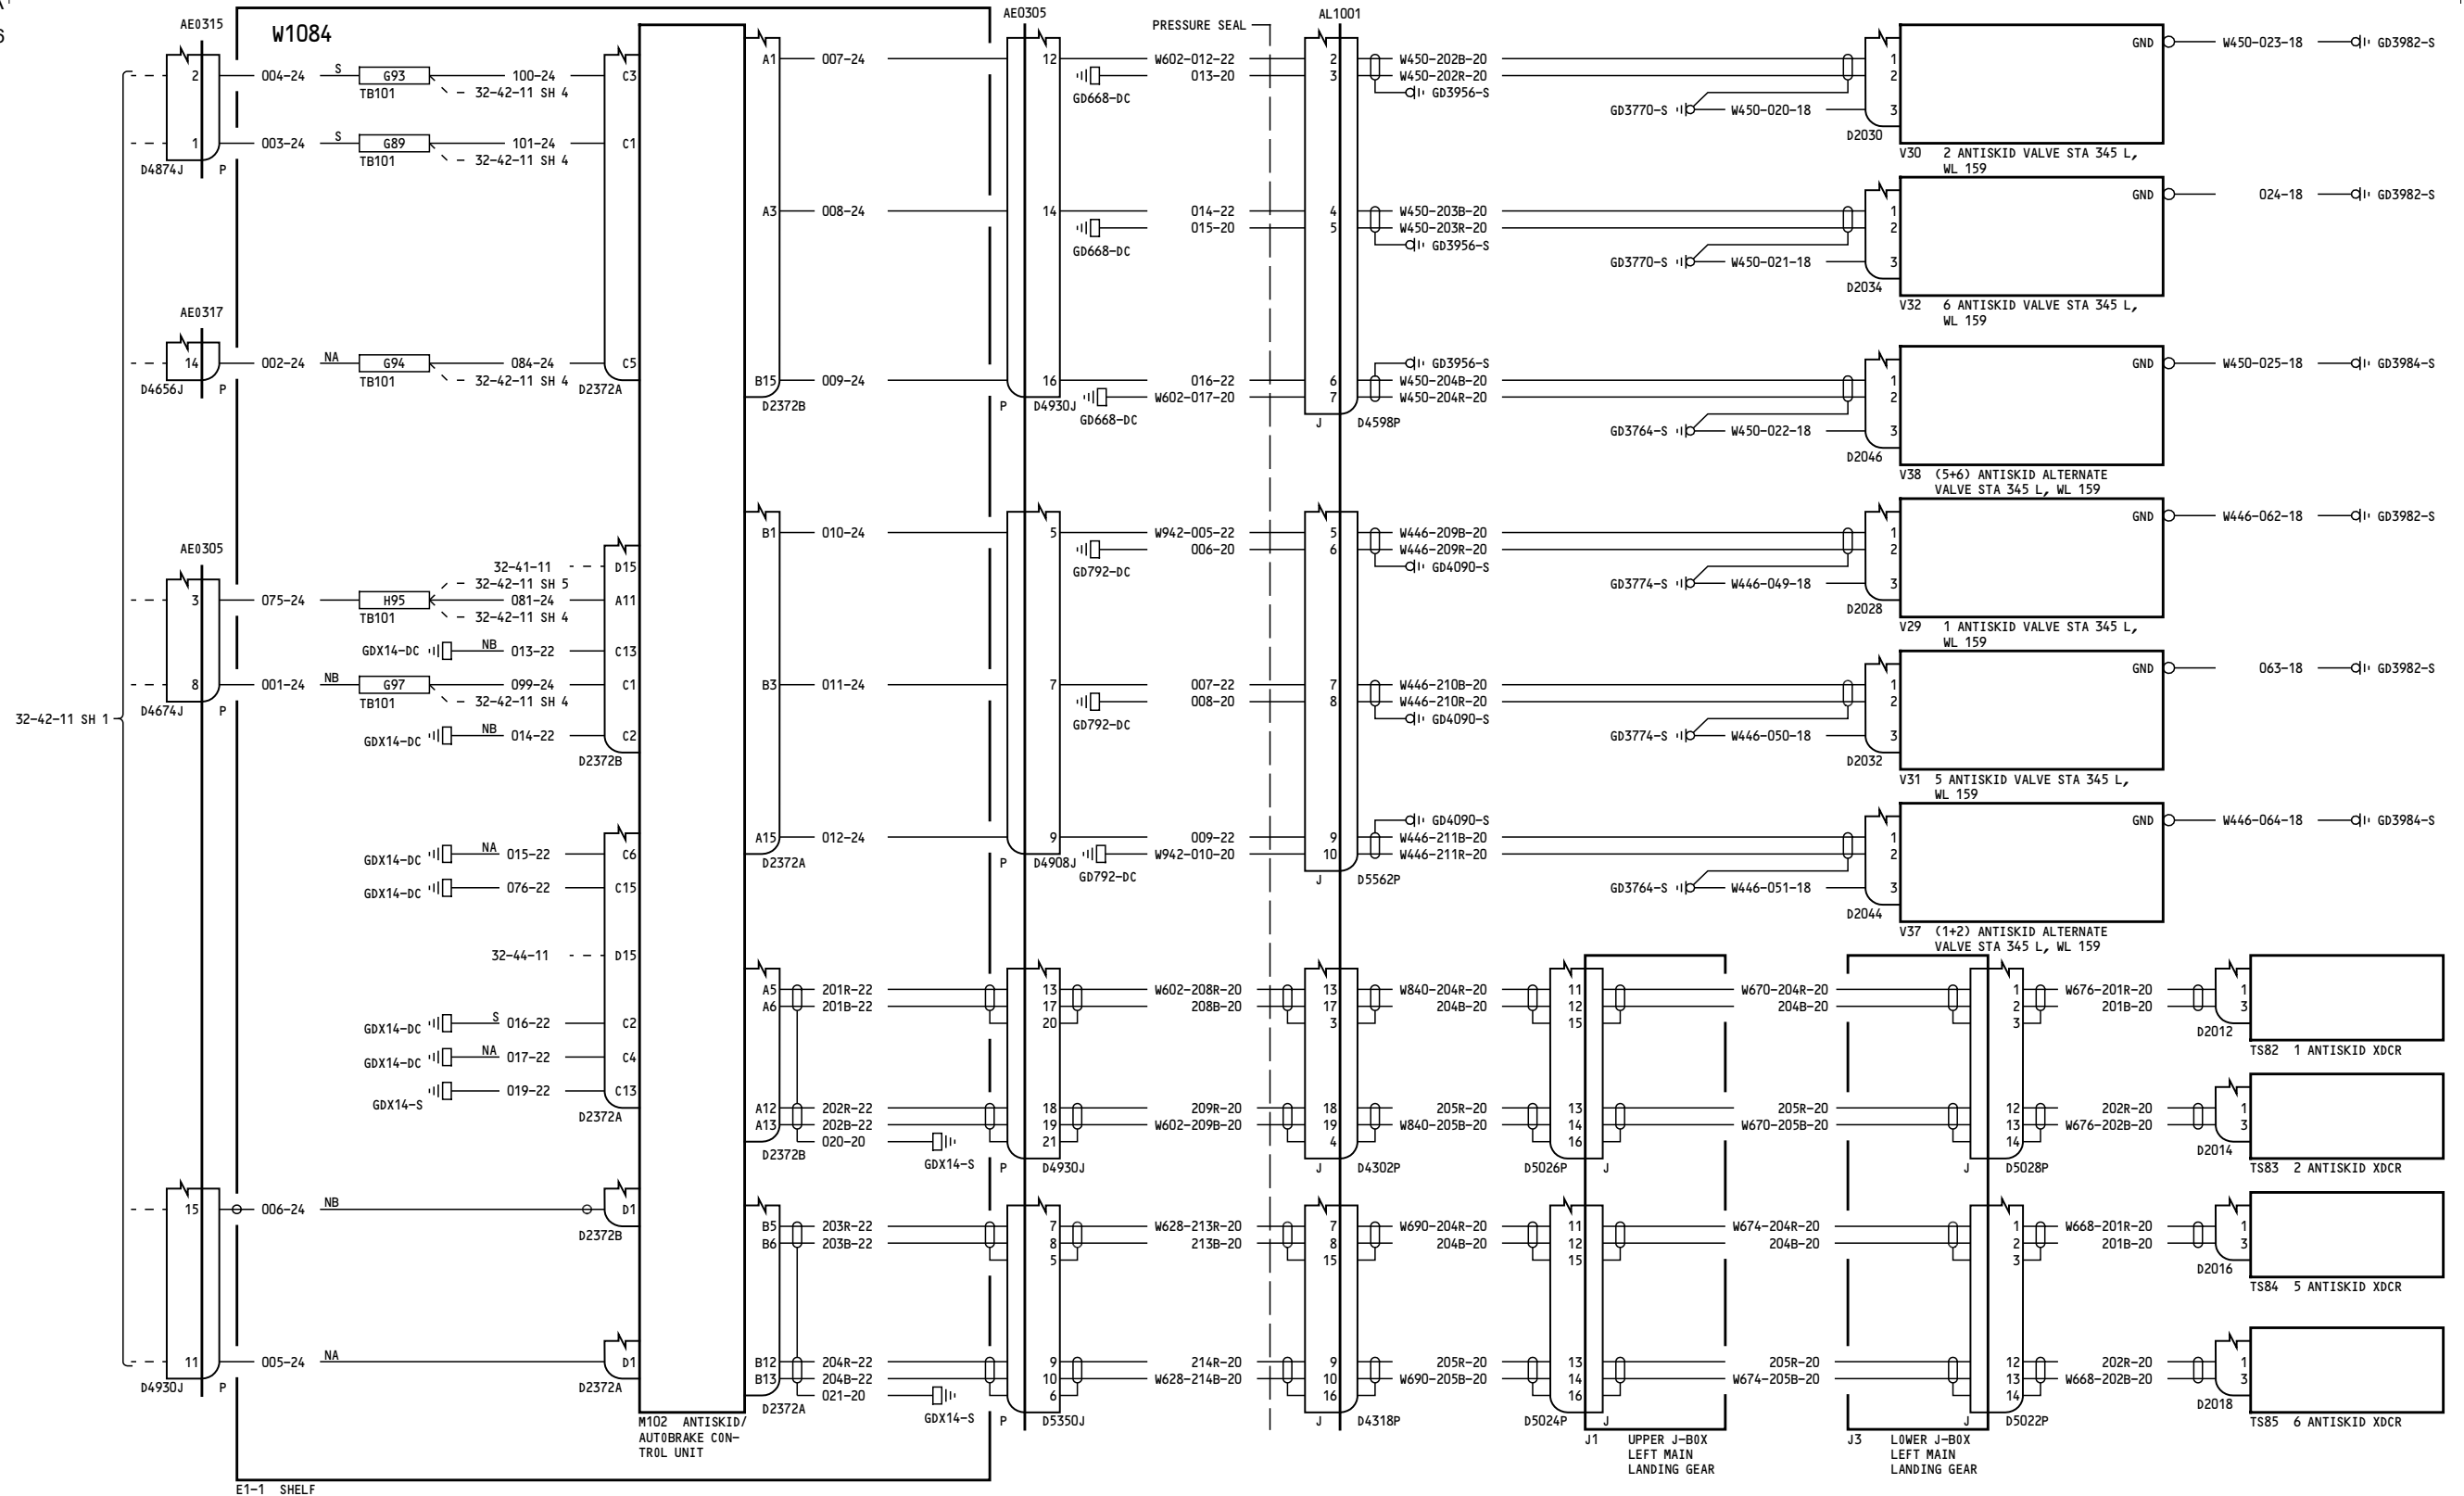 6
AE0315
W1084
AE0305
PRESSURE SEAL
AL1001
2 004-24 S G93 100-24 C3
TB101 32-42-11 SH 4
1 003-24 S G89 101-24 C1
TB101 32-42-11 SH 4
D4874J P
AE0317
14 002-24 NA G94 084-24 C5
TB101 32-42-11 SH 4
D4656J P D2372A
AE0305
32-41-11 D15
32-42-11 SH 5
3 075-24 H95 081-24 A11
TB101 32-42-11 SH 4
GDX14-DC NB 013-22 C13
8 001-24 NB G97 099-24 C1
TB101 32-42-11 SH 4
D4674J P
32-42-11 SH 1
GDX14-DC NB 014-22 C2
D2372B
GDX14-DC NA 015-22 C6
GDX14-DC 076-22 C15
32-44-11 D15
GDX14-DC S 016-22 C2
GDX14-DC NA 017-22 C4
GDX14-S 019-22 C13
D2372A
15 006-24 NB D1
D2372B
11 005-24 NA D1
D4930J P D2372A
M102 ANTISKID/
AUTOBRAKE CON-
TROL UNIT
E1-1 SHELF
A1 007-24 12 W602-012-22 2 W450-202B-20 1
GD668-DC 013-20 3 W450-202R-20 2
GD3956-S
GD3770-S W450-020-18 3
D2030
GND W450-023-18 GD3982-S
V30 2 ANTISKID VALVE STA 345 L,
WL 159
A3 008-24 14 014-22 4 W450-203B-20 1
GD668-DC 015-20 5 W450-203R-20 2
GD3956-S
GD3770-S W450-021-18 3
D2034
GND 024-18 GD3982-S
V32 6 ANTISKID VALVE STA 345 L,
WL 159
GD3956-S
B15 009-24 16 016-22 6 W450-204B-20 1
D2372B P D4930J GD668-DC W602-017-20 7 W450-204R-20 2
J D4598P
GD3764-S W450-022-18 3
D2046
GND W450-025-18 GD3984-S
V38 (5+6) ANTISKID ALTERNATE
VALVE STA 345 L, WL 159
B1 010-24 5 W942-005-22 5 W446-209B-20 1
GD792-DC 006-20 6 W446-209R-20 2
GD4090-S
GD3774-S W446-049-18 3
D2028
GND W446-062-18 GD3982-S
V29 1 ANTISKID VALVE STA 345 L,
WL 159
B3 011-24 7 007-22 7 W446-210B-20 1
GD792-DC 008-20 8 W446-210R-20 2
GD4090-S
GD3774-S W446-050-18 3
D2032
GND 063-18 GD3982-S
V31 5 ANTISKID VALVE STA 345 L,
WL 159
GD4090-S
A15 012-24 9 009-22 9 W446-211B-20 1
D2372A P D4908J GD792-DC W942-010-20 10 W446-211R-20 2
J D5562P
GD3764-S W446-051-18 3
D2044
GND W446-064-18 GD3984-S
V37 (1+2) ANTISKID ALTERNATE
VALVE STA 345 L, WL 159
A5 201R-22 13 W602-208R-20 13 W840-204R-20 11 W670-204R-20 1 W676-201R-20 1
A6 201B-22 17 208B-20 17 204B-20 12 204B-20 2 201B-20 3
20 3 15 3
D2012
TS82 1 ANTISKID XDCR
A12 202R-22 18 209R-20 18 205R-20 13 205R-20 12 202R-20 1
A13 202B-22 19 W602-209B-20 19 W840-205B-20 14 W670-205B-20 13 W676-202B-20 3
020-20 GDX14-S 21 4 16 14
D2372B P D4930J J D4302P D5026P J J D5028P
D2014
TS83 2 ANTISKID XDCR
B5 203R-22 7 W628-213R-20 7 W690-204R-20 11 W674-204R-20 1 W668-201R-20 1
B6 203B-22 8 213B-20 8 204B-20 12 204B-20 2 201B-20 3
5 15 15 3
D2016
TS84 5 ANTISKID XDCR
B12 204R-22 9 214R-20 9 205R-20 13 205R-20 12 202R-20 1
B13 204B-22 10 W628-214B-20 10 W690-205B-20 14 W674-205B-20 13 W668-202B-20 3
021-20 GDX14-S 6 16 16 14
D2372A P D5350J J D4318P D5024P J J D5022P
D2018
TS85 6 ANTISKID XDCR
J1 UPPER J-BOX
LEFT MAIN
LANDING GEAR
J3 LOWER J-BOX
LEFT MAIN
LANDING GEAR